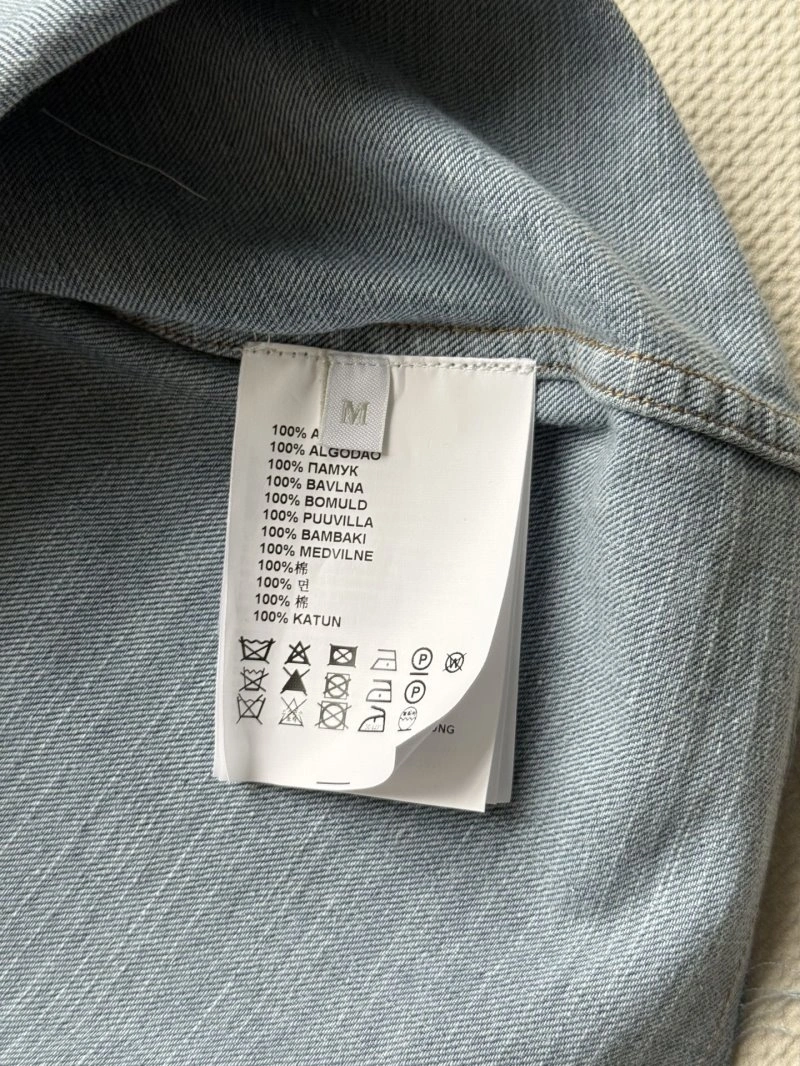 M
100% A
100% ALGODAO
100% ПАМУК
100% BAVLNA
100% BOMULD
100% PUUVILLA
100% BAMBAKI
100% MEDVILNE
100%棉
100% 면
100% 棉
100% KATUN
P
W
P